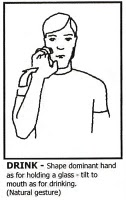 DRINK - Shape dominant hand
as for holding a glass - tilt to
mouth as for drinking.
(Natural gesture)